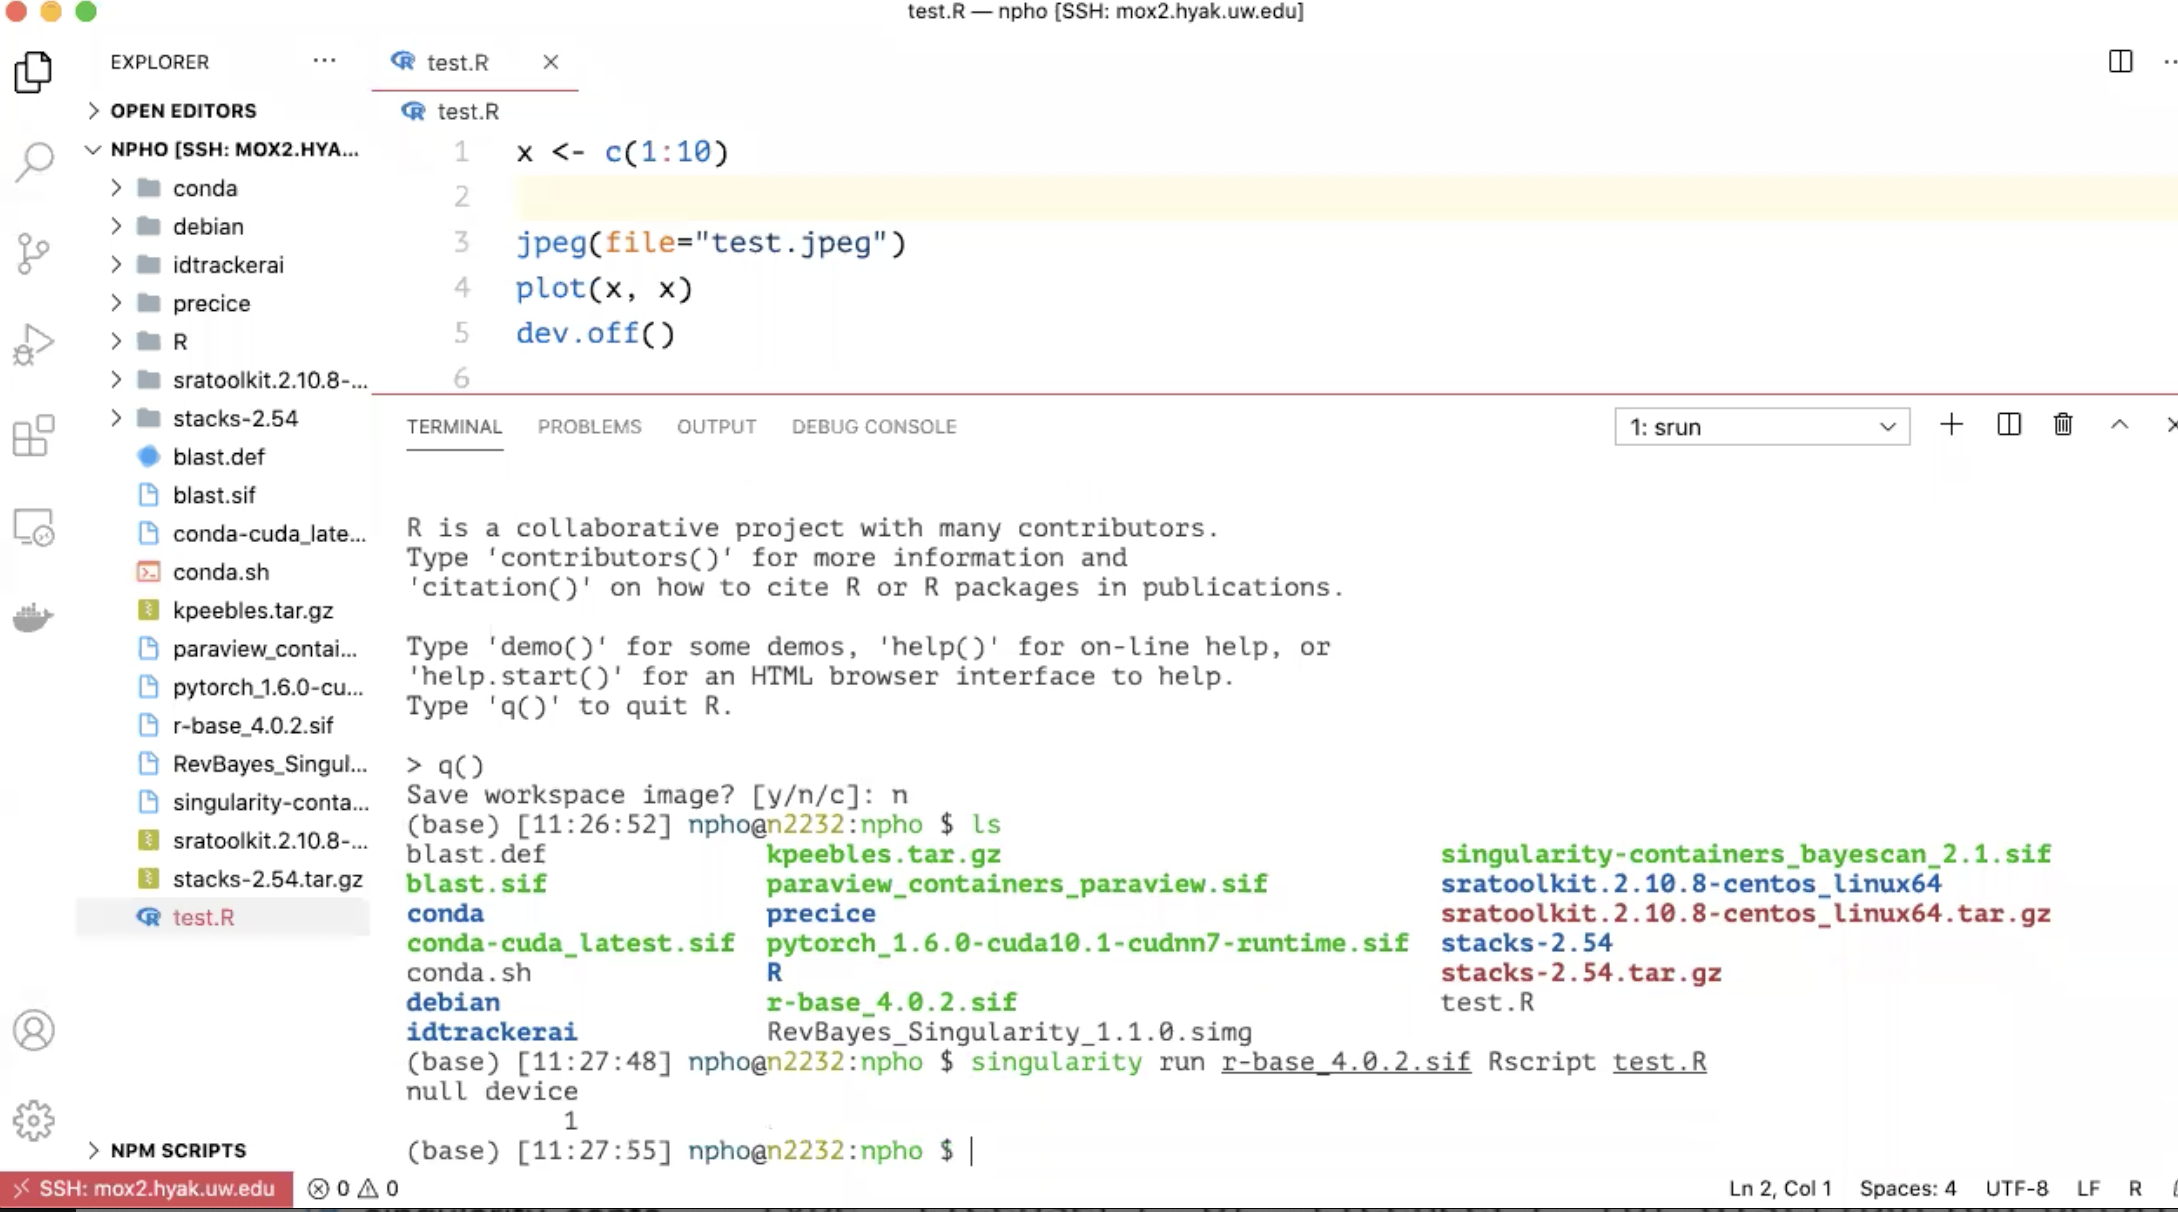 test.R — npho [SSH: mox2.hyak.uw.edu]
EXPLORER ···
test.R
OPEN EDITORS
test.R
NPHO [SSH: MOX2.HYA...
conda
debian
idtrackerai
precice
R
sratoolkit.2.10.8-...
stacks-2.54
blast.def
blast.sif
conda-cuda_late...
conda.sh
kpeebles.tar.gz
paraview_contai...
pytorch_1.6.0-cu...
r-base_4.0.2.sif
RevBayes_Singul...
singularity-conta...
sratoolkit.2.10.8-...
stacks-2.54.tar.gz
test.R
NPM SCRIPTS
1 x <- c(1:10)
2
3 jpeg(file="test.jpeg")
4 plot(x, x)
5 dev.off()
6
TERMINAL PROBLEMS OUTPUT DEBUG CONSOLE 1: srun
R is a collaborative project with many contributors.
Type 'contributors()' for more information and
'citation()' on how to cite R or R packages in publications.
Type 'demo()' for some demos, 'help()' for on-line help, or
'help.start()' for an HTML browser interface to help.
Type 'q()' to quit R.
> q()
Save workspace image? [y/n/c]: n
(base) [11:26:52] npho@n2232:npho $ ls
blast.def kpeebles.tar.gz singularity-containers_bayescan_2.1.sif
blast.sif paraview_containers_paraview.sif sratoolkit.2.10.8-centos_linux64
conda precice sratoolkit.2.10.8-centos_linux64.tar.gz
conda-cuda_latest.sif pytorch_1.6.0-cuda10.1-cudnn7-runtime.sif stacks-2.54
conda.sh R stacks-2.54.tar.gz
debian r-base_4.0.2.sif test.R
idtrackerai RevBayes_Singularity_1.1.0.simg
(base) [11:27:48] npho@n2232:npho $ singularity run r-base_4.0.2.sif Rscript test.R
null device
1
(base) [11:27:55] npho@n2232:npho $
SSH: mox2.hyak.uw.edu 0 0 Ln 2, Col 1 Spaces: 4 UTF-8 LF R